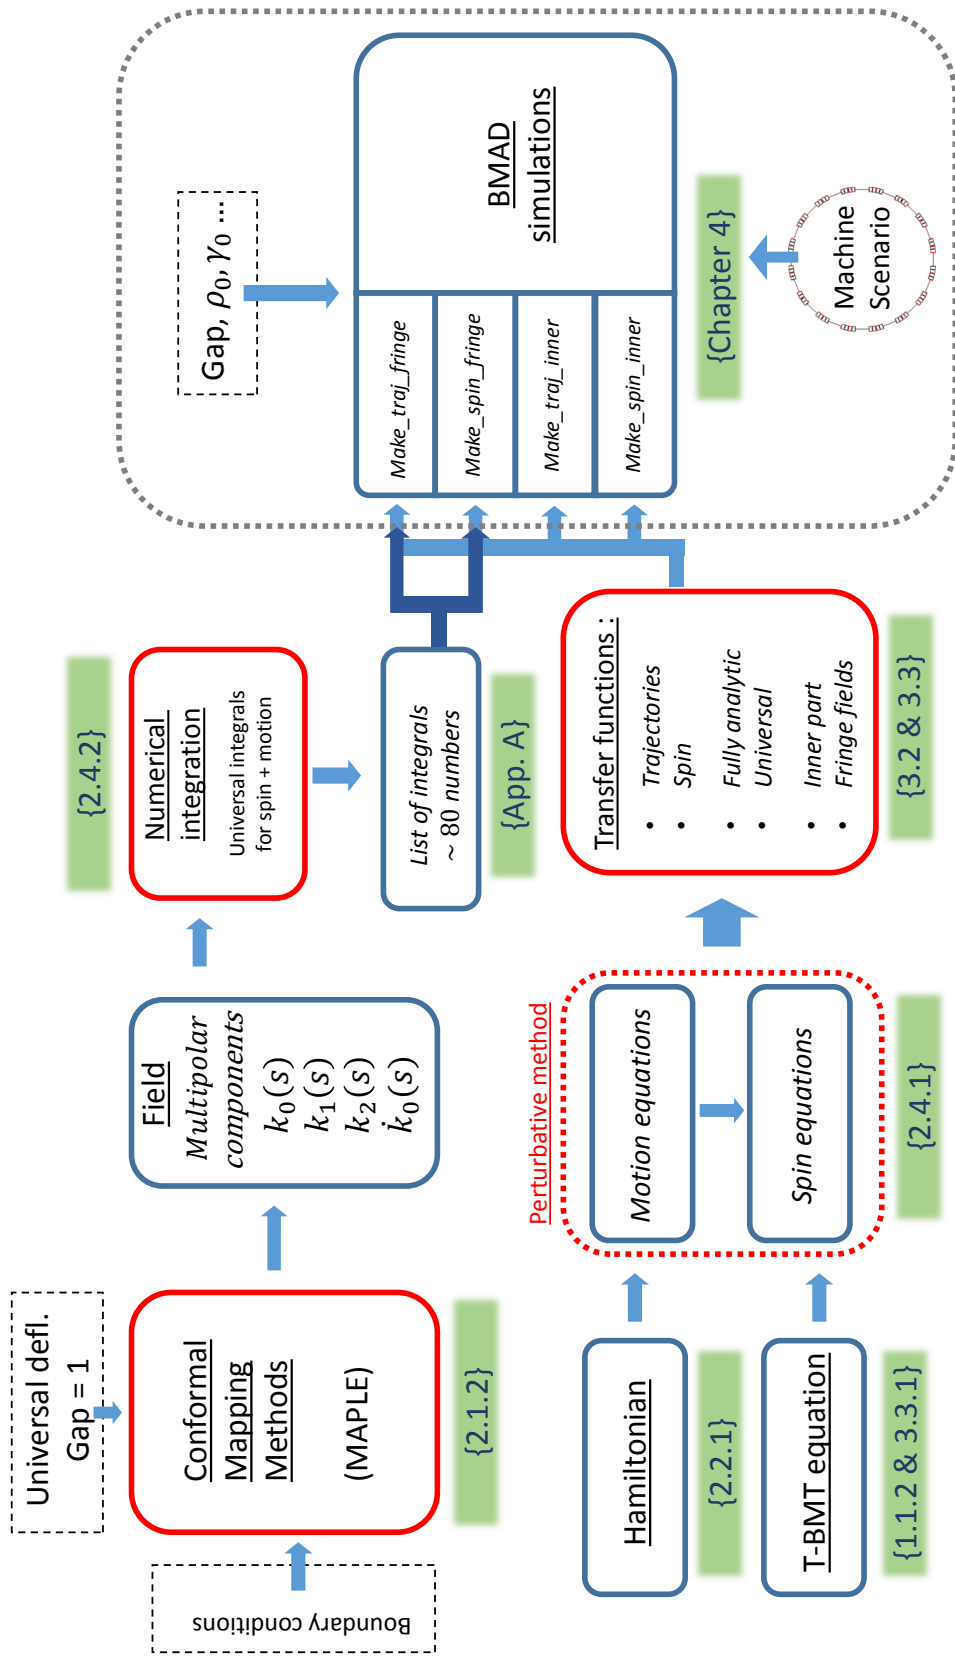 Universal defl.
Gap = 1
Boundary conditions
Conformal
Mapping
Methods
(MAPLE)
{2.1.2}
Field
Multipolar
components
k₀(s)
k₁(s)
k₂(s)
k̇₀(s)
{2.4.2}
Numerical
integration
Universal integrals
for spin + motion
List of integrals
~ 80 numbers
{App. A}
Hamiltonian
{2.2.1}
T-BMT equation
{1.1.2 & 3.3.1}
Perturbative method
Motion equations
Spin equations
{2.4.1}
Transfer functions :
• Trajectories
• Spin
• Fully analytic
• Universal
• Inner part
• Fringe fields
{3.2 & 3.3}
Gap, ρ₀, γ₀ ...
Make_traj_fringe
Make_spin_fringe
Make_traj_inner
Make_spin_inner
BMAD
simulations
{Chapter 4}
Machine
Scenario